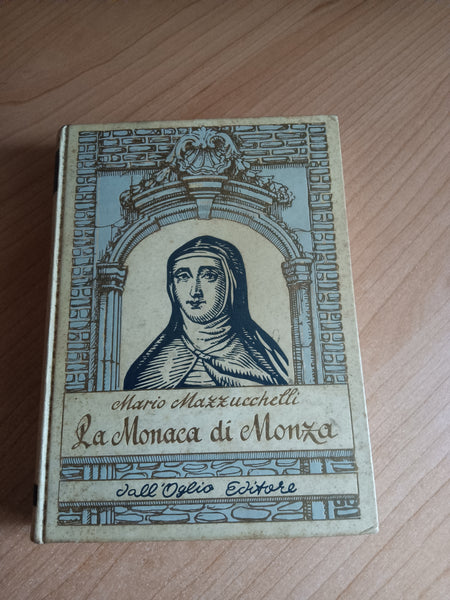 Mario Mazzucchelli
La Monaca di Monza
dall'Oglio Editore